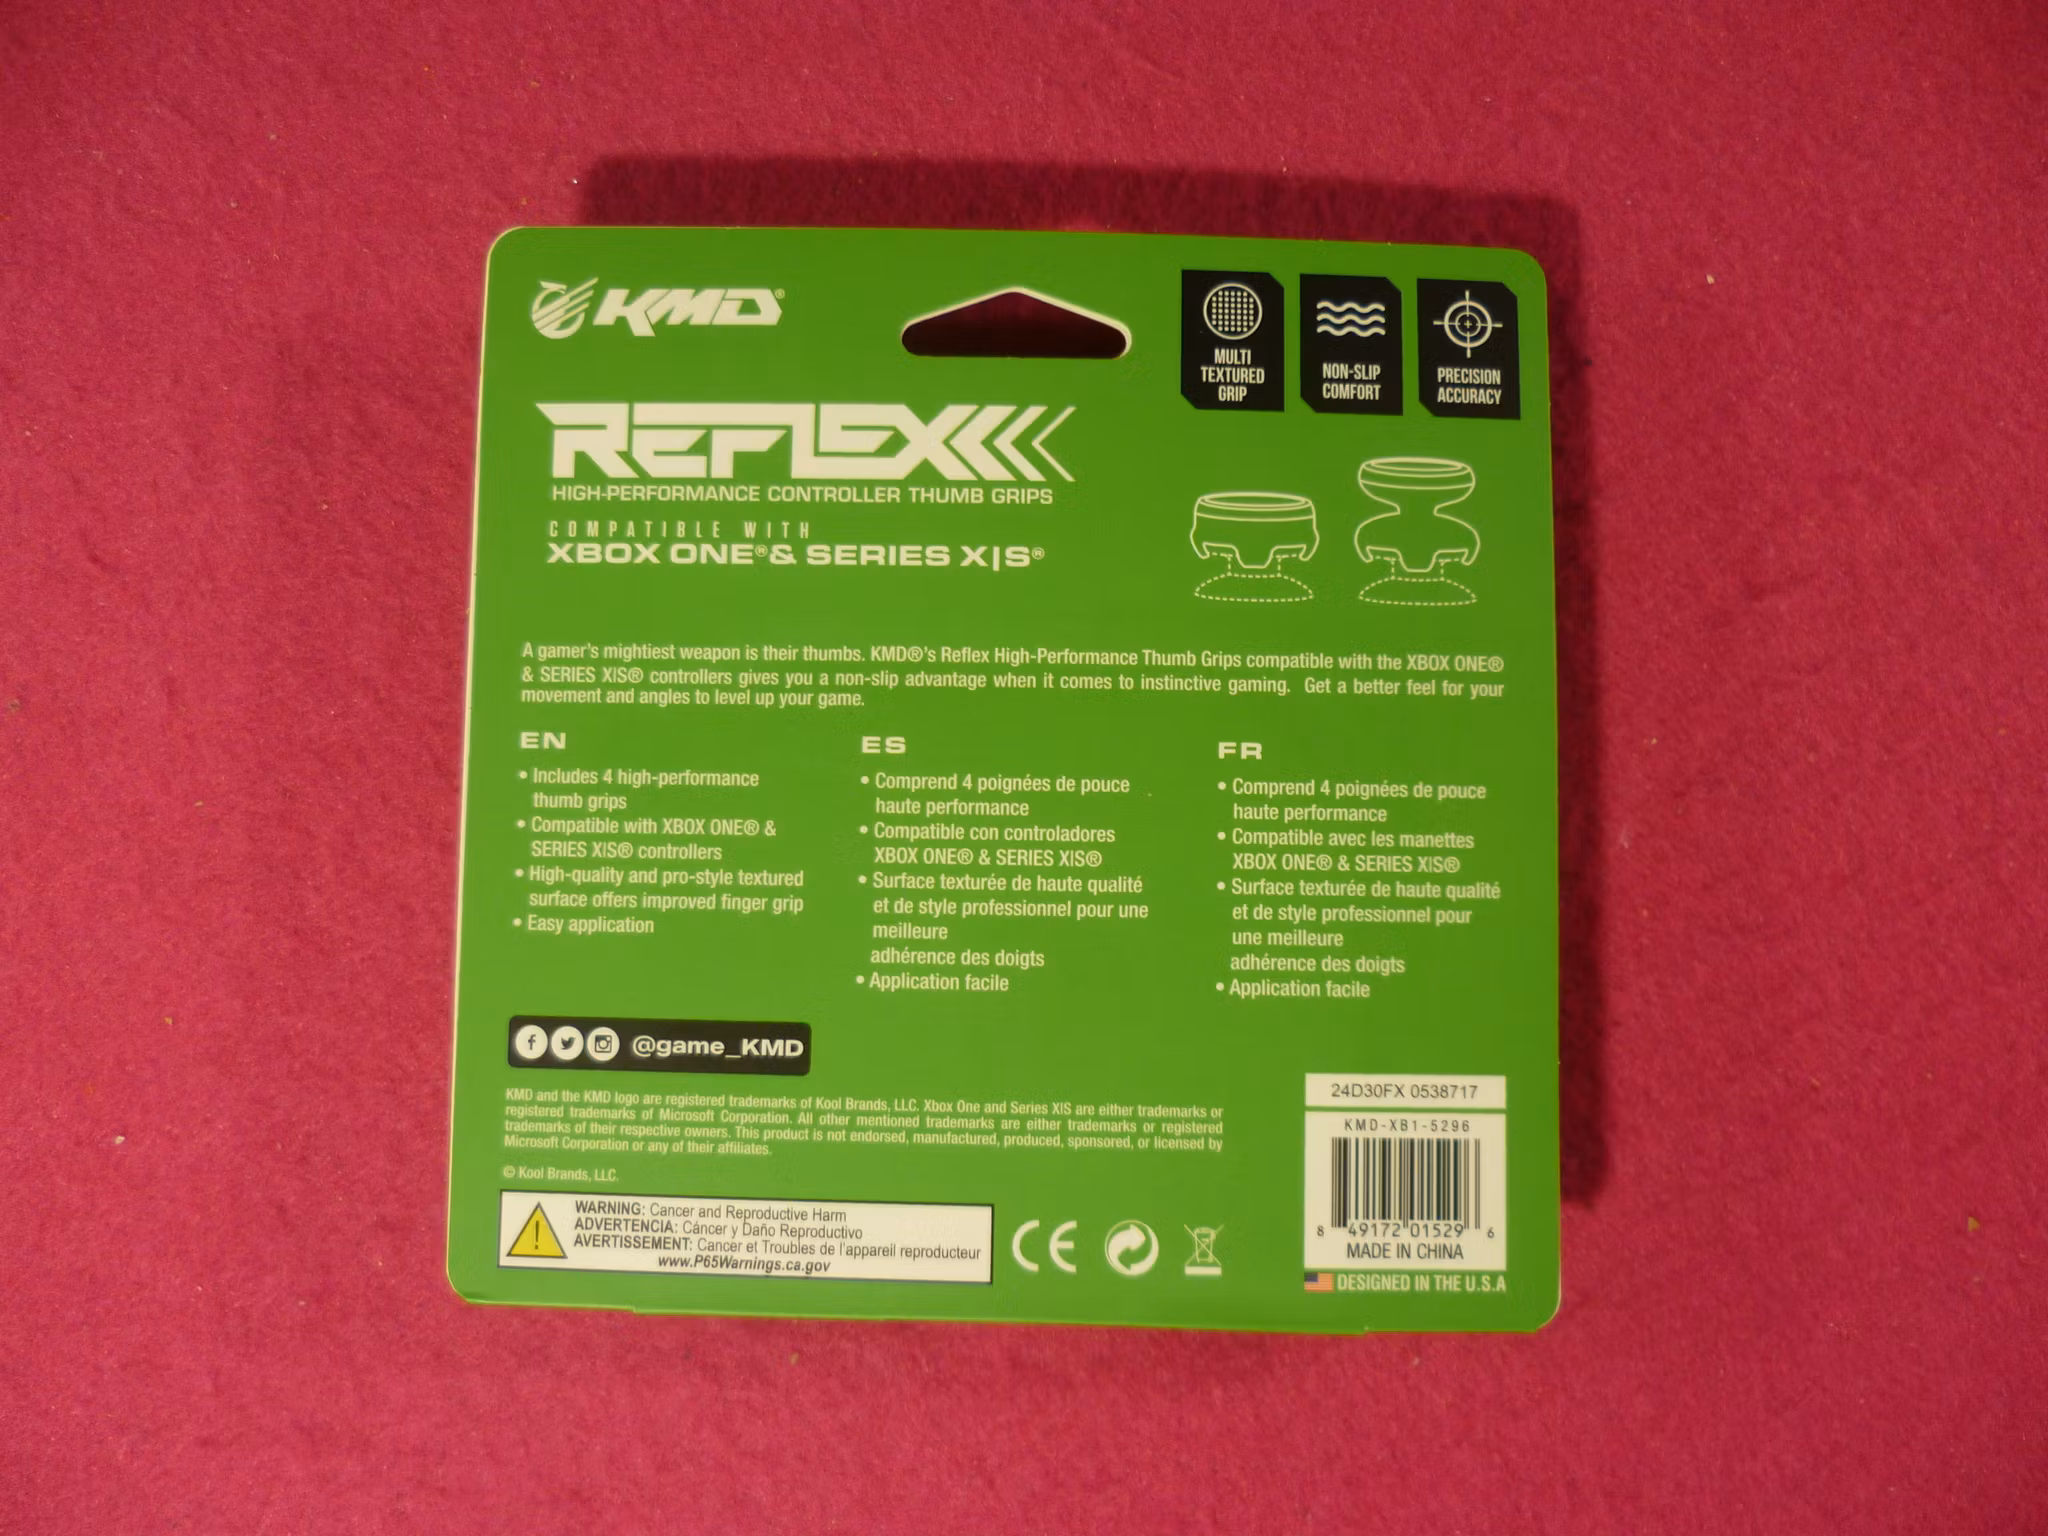 KMD®
MULTI
TEXTURED
GRIP
NON-SLIP
COMFORT
PRECISION
ACCURACY
REFLEX
HIGH-PERFORMANCE CONTROLLER THUMB GRIPS
COMPATIBLE WITH
XBOX ONE® & SERIES X|S®
A gamer's mightiest weapon is their thumbs. KMD®'s Reflex High-Performance Thumb Grips compatible with the XBOX ONE®
& SERIES X|S® controllers gives you a non-slip advantage when it comes to instinctive gaming. Get a better feel for your
movement and angles to level up your game.
EN
• Includes 4 high-performance
thumb grips
• Compatible with XBOX ONE® &
SERIES X|S® controllers
• High-quality and pro-style textured
surface offers improved finger grip
• Easy application
ES
• Comprend 4 poignées de pouce
haute performance
• Compatible con controladores
XBOX ONE® & SERIES X|S®
• Surface texturée de haute qualité
et de style professionnel pour une
meilleure
adhérence des doigts
• Application facile
FR
• Comprend 4 poignées de pouce
haute performance
• Compatible avec les manettes
XBOX ONE® & SERIES X|S®
• Surface texturée de haute qualité
et de style professionnel pour
une meilleure
adhérence des doigts
• Application facile
@game_KMD
KMD and the KMD logo are registered trademarks of Kool Brands, LLC. Xbox One and Series X|S are either trademarks or
registered trademarks of Microsoft Corporation. All other mentioned trademarks are either trademarks or registered
trademarks of their respective owners. This product is not endorsed, manufactured, produced, sponsored, or licensed by
Microsoft Corporation or any of their affiliates.
© Kool Brands, LLC.
WARNING: Cancer and Reproductive Harm
ADVERTENCIA: Cáncer y Daño Reproductivo
AVERTISSEMENT: Cancer et Troubles de l'appareil reproducteur
www.P65Warnings.ca.gov
CE
24D30FX 0538717
KMD-XB1-5296
8 49172 01529 6
MADE IN CHINA
DESIGNED IN THE U.S.A